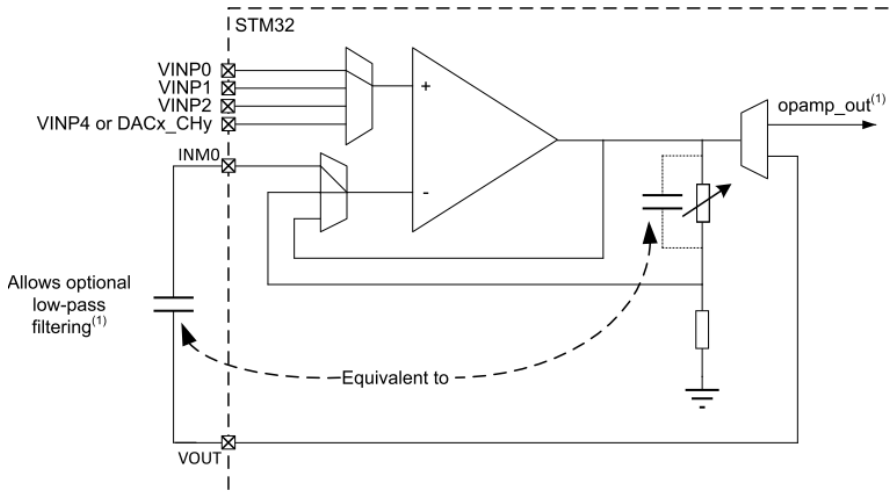 STM32
VINP0
VINP1
VINP2
VINP4 or DACx_CHy
INM0
+
-
opamp_out(1)
Allows optional
low-pass
filtering(1)
Equivalent to
VOUT